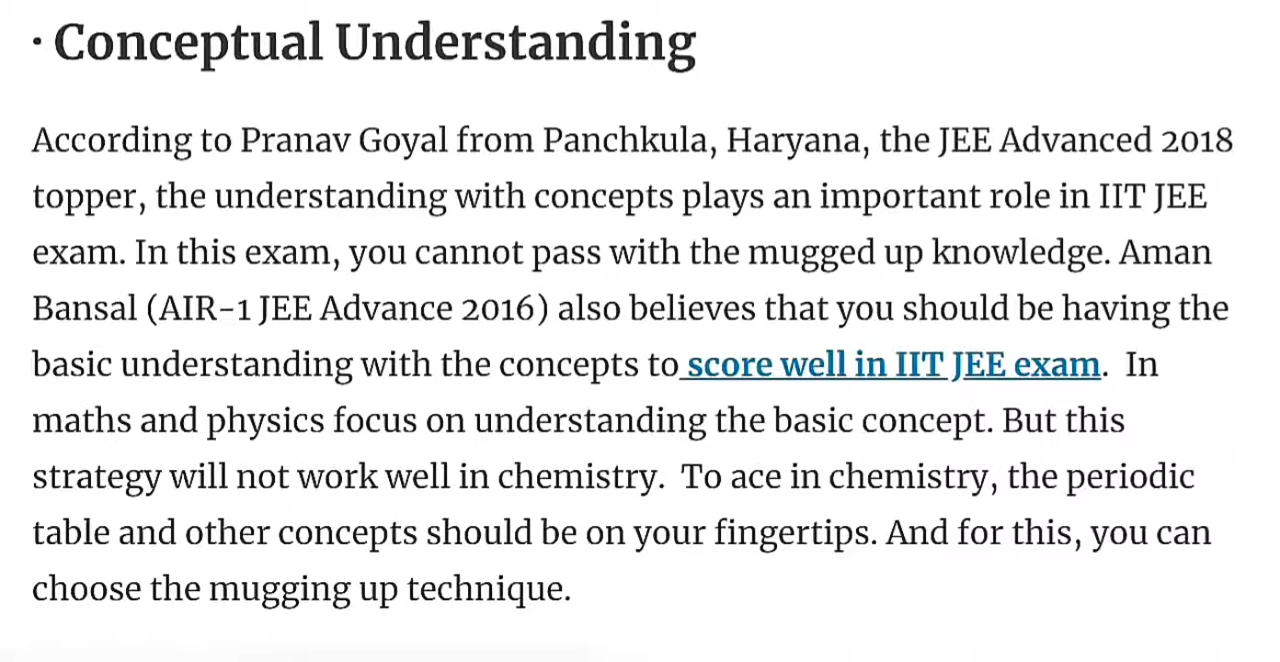 · Conceptual Understanding
According to Pranav Goyal from Panchkula, Haryana, the JEE Advanced 2018
topper, the understanding with concepts plays an important role in IIT JEE
exam. In this exam, you cannot pass with the mugged up knowledge. Aman
Bansal (AIR-1 JEE Advance 2016) also believes that you should be having the
basic understanding with the concepts to score well in IIT JEE exam.  In
maths and physics focus on understanding the basic concept. But this
strategy will not work well in chemistry.  To ace in chemistry, the periodic
table and other concepts should be on your fingertips. And for this, you can
choose the mugging up technique.